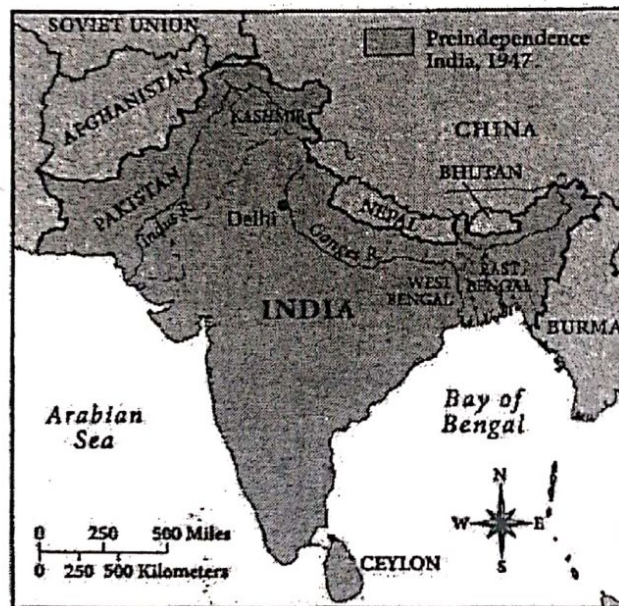 SOVIET UNION
Preindependence
India, 1947
AFGHANISTAN
KASHMIR
CHINA
PAKISTAN
BHUTAN
Indus R.
Delhi
NEPAL
Ganges R.
WEST
BENGAL
EAST
BENGAL
INDIA
BURMA
Arabian
Sea
Bay of
Bengal
N
W E
S
0 250 500 Miles
0 250 500 Kilometers
CEYLON